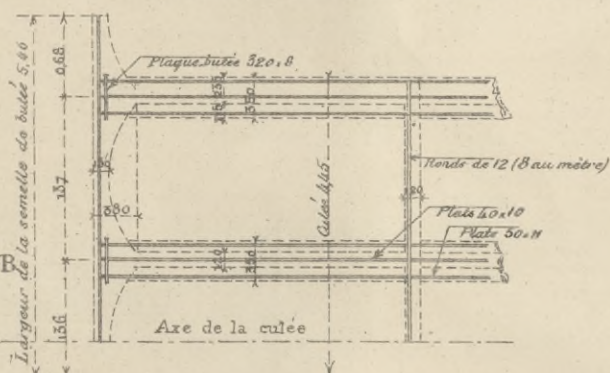 Largeur de la semelle de butée 5,46
0,68
137
136
Plaque butée 320.8
350
380
Culée 4,45
Ronds de 12 (8 au mètre)
120
Plats 40x10
Plats 50.11
350
B
Axe de la culée